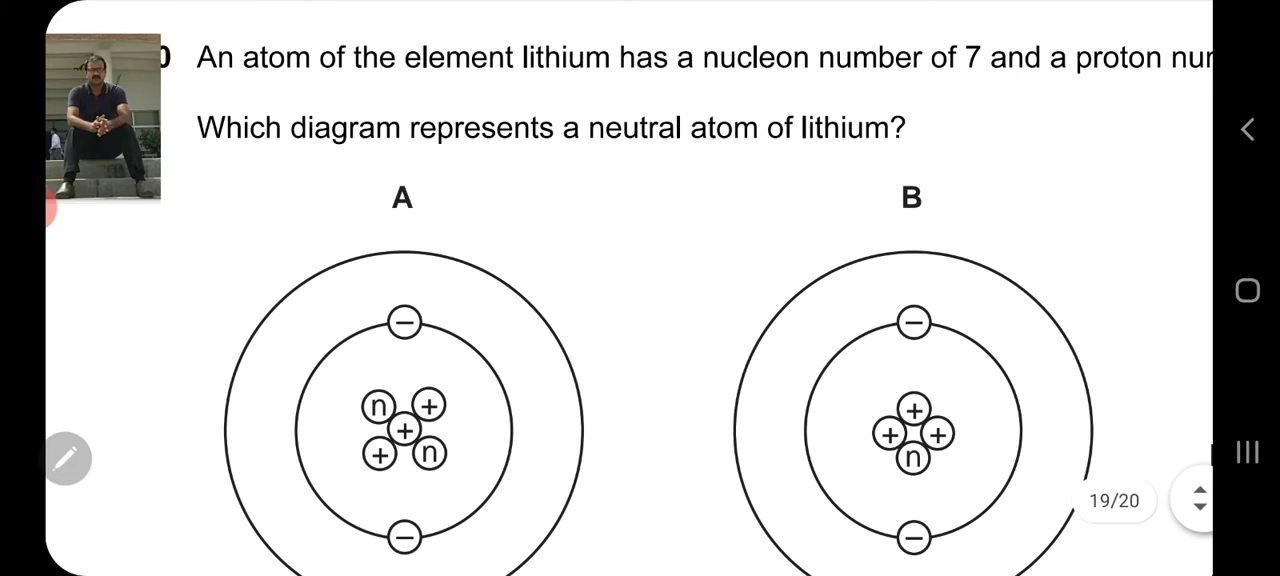 An atom of the element lithium has a nucleon number of 7 and a proton
Which diagram represents a neutral atom of lithium?
A B
− −
n + +
+ + +
+ n n
− −
19/20